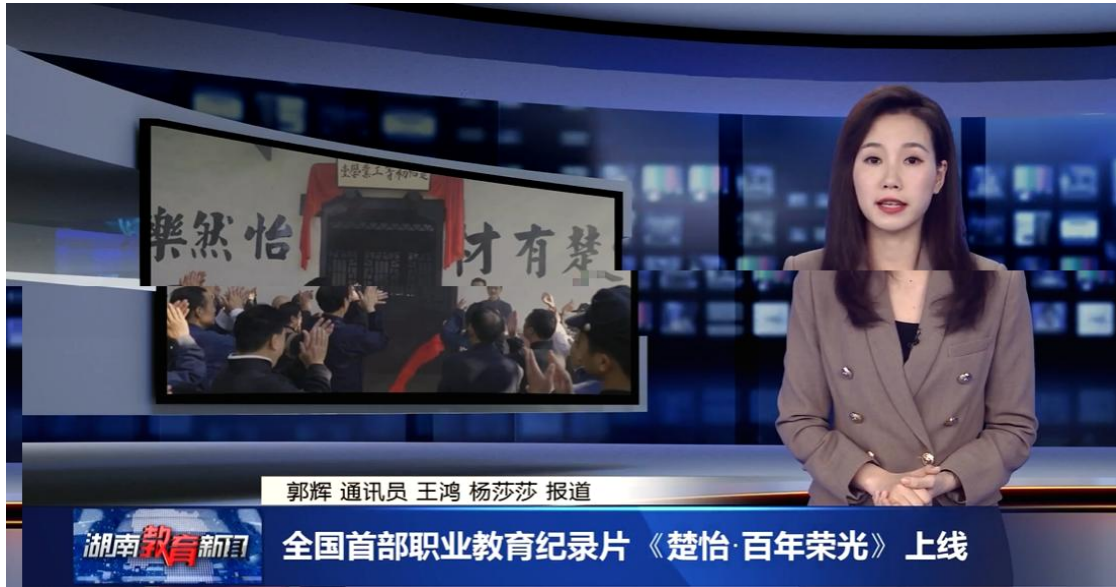 楚有才
怡然樂
郭辉 通讯员 王鸿 杨莎莎 报道
湖南教育新闻
全国首部职业教育纪录片《楚怡·百年荣光》上线